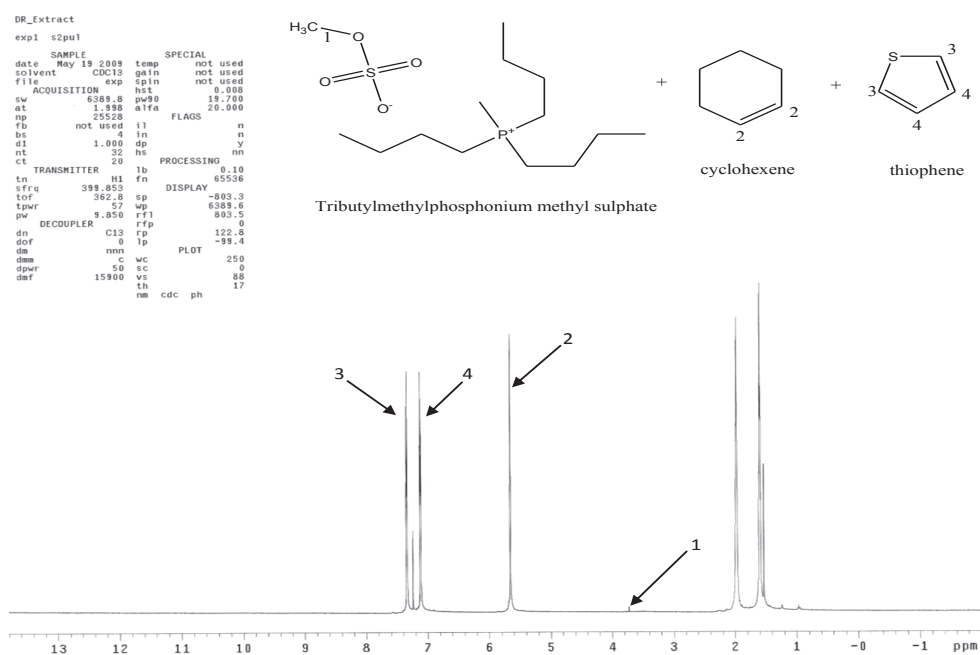 DR_Extract
exp1 s2pul
SAMPLE SPECIAL
date May 19 2009 temp not used
solvent CDCl3 gain not used
file exp spin not used
ACQUISITION hst 0.008
sw 6389.8 pw90 19.700
at 1.998 alfa 20.000
np 25528 FLAGS
fb not used il n
bs 4 in n
d1 1.000 dp y
nt 32 hs nn
ct 20 PROCESSING
TRANSMITTER lb 0.10
tn H1 fn 65536
sfrq 399.853 DISPLAY
tof 362.8 sp -803.3
tpwr 57 wp 6389.6
pw 9.850 rfl 803.5
DECOUPLER rfp 0
dn C13 rp 122.8
dof 0 lp -99.4
dm nnn PLOT
dmm c wc 250
dpwr 50 sc 0
dmf 15900 vs 88
th 17
nm cdc ph
H₃C O 1
O S O
O⁻
P⁺
Tributylmethylphosphonium methyl sulphate
+
2 2
cyclohexene
+
S 3
3 4
4
thiophene
3 4 2 1
13 12 11 10 9 8 7 6 5 4 3 2 1 -0 -1 ppm